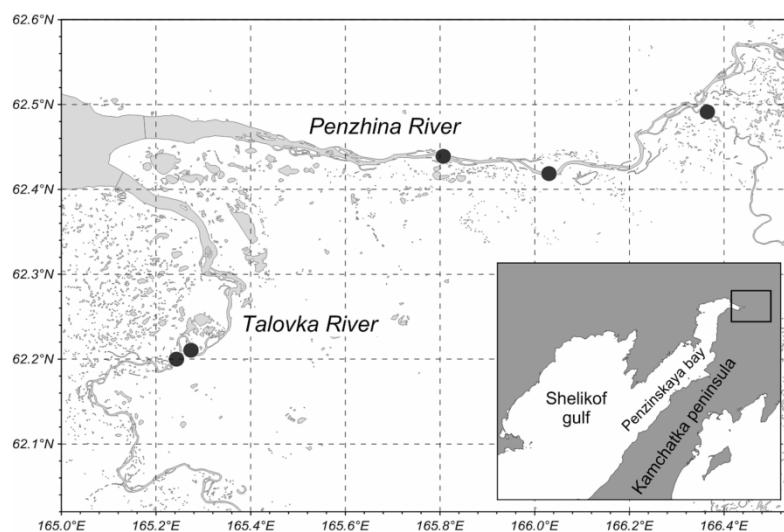 62.6°N
62.5°N
Penzhina River
62.4°N
62.3°N
Talovka River
62.2°N
62.1°N
Shelikof
gulf
Penzinskaya bay
Kamchatka peninsula
165.0°E
165.2°E
165.4°E
165.6°E
165.8°E
166.0°E
166.2°E
166.4°E